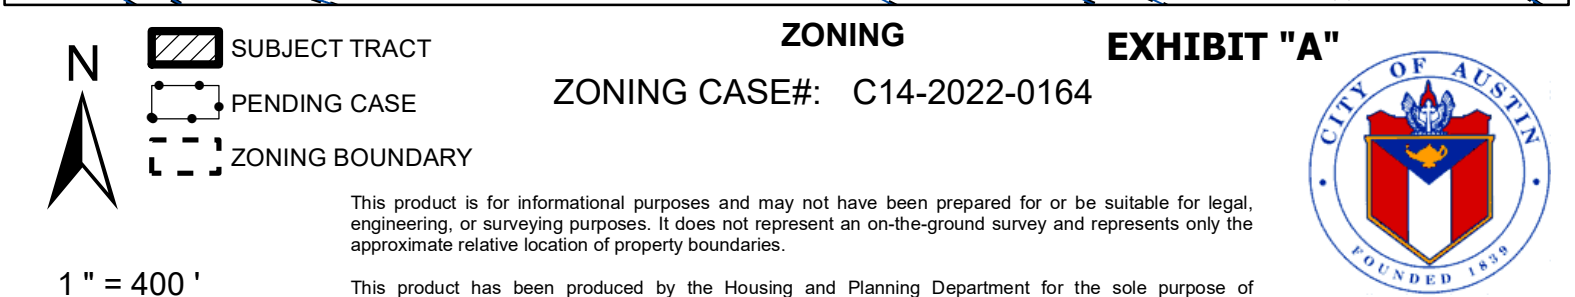 ZONING
EXHIBIT "A"
ZONING CASE#: C14-2022-0164
N
SUBJECT TRACT
PENDING CASE
ZONING BOUNDARY
1 " = 400 '
This product is for informational purposes and may not have been prepared for or be suitable for legal,
engineering, or surveying purposes. It does not represent an on-the-ground survey and represents only the
approximate relative location of property boundaries.
This product has been produced by the Housing and Planning Department for the sole purpose of
CITY OF AUSTIN
FOUNDED 1839